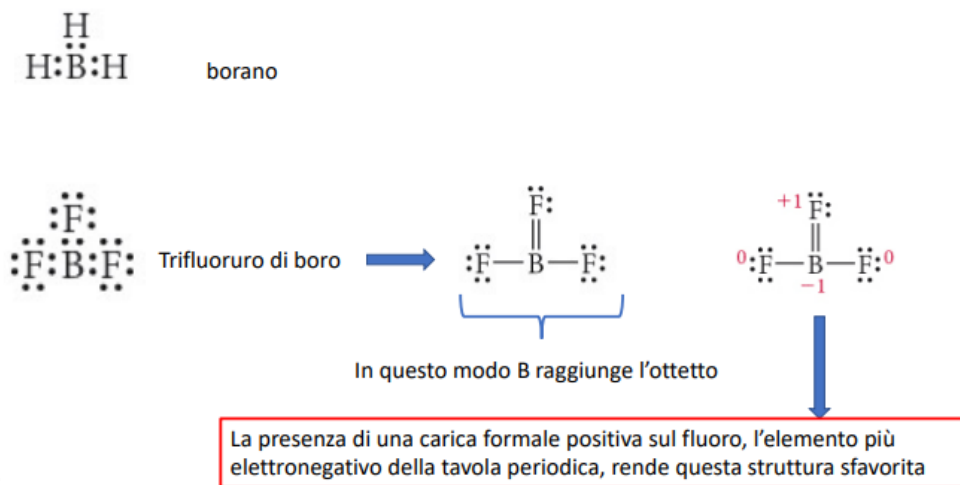 H
H:B:H
borano
:F:
:F:B:F:
Trifluoruro di boro
F:
:F—B—F:
+1 F:
0 :F—B—F: 0
−1
In questo modo B raggiunge l’ottetto
La presenza di una carica formale positiva sul fluoro, l’elemento più
elettronegativo della tavola periodica, rende questa struttura sfavorita